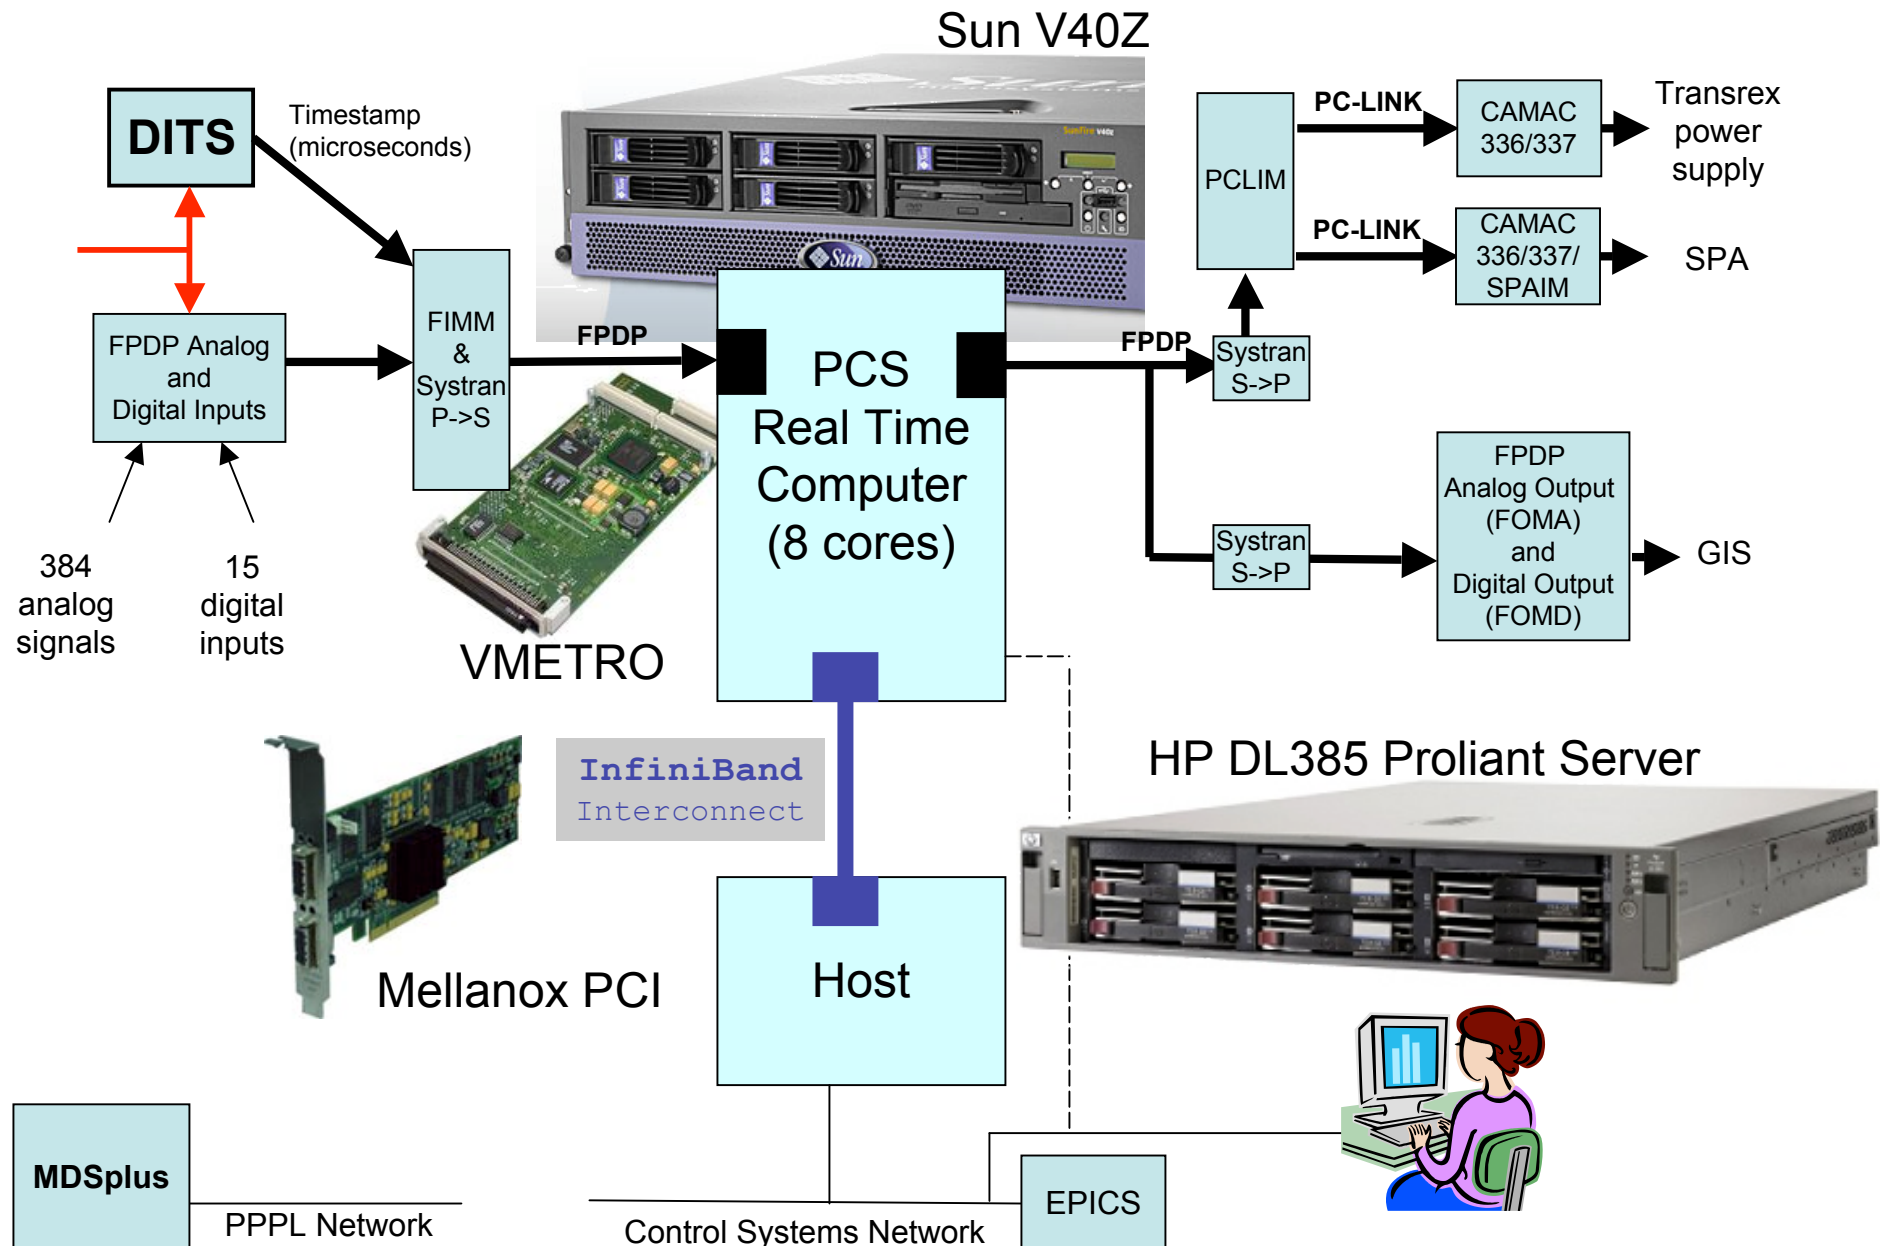 Sun V40Z
DITS
Timestamp
(microseconds)
SunFire V40z
Sun
FPDP Analog
and
Digital Inputs
384
analog
signals
15
digital
inputs
FIMM
&
Systran
P->S
FPDP
VMETRO
PCS
Real Time
Computer
(8 cores)
FPDP
Systran
S->P
PCLIM
PC-LINK
CAMAC
336/337
Transrex
power
supply
PC-LINK
CAMAC
336/337/
SPAIM
SPA
Systran
S->P
FPDP
Analog Output
(FOMA)
and
Digital Output
(FOMD)
GIS
InfiniBand
Interconnect
Mellanox PCI
Host
HP DL385 Proliant Server
MDSplus
PPPL Network
Control Systems Network
EPICS